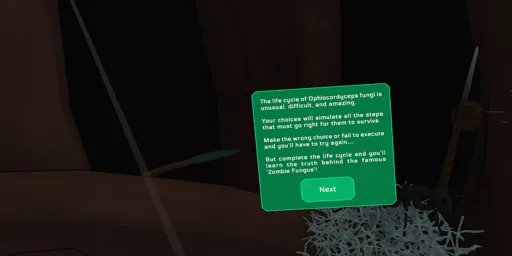 The life cycle of Ophiocordyceps fungi is
unusual, difficult, and amazing.
Your choices will simulate all the steps
that must go right for them to survive.
Make the wrong choice or fail to execute
and you'll have to try again...
But complete the life cycle and you'll
learn the truth behind the famous
'Zombie Fungus'!
Next